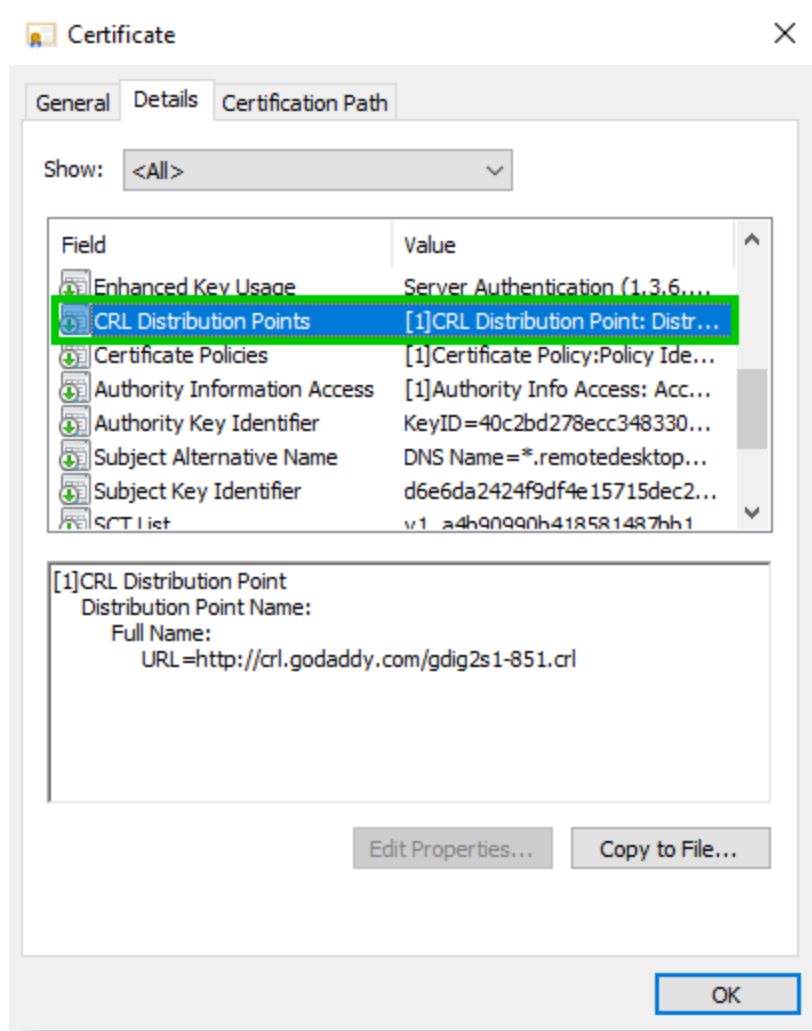 Certificate
General Details Certification Path
Show: <All>
Field Value
Enhanced Key Usage Server Authentication (1.3.6....
CRL Distribution Points [1]CRL Distribution Point: Distr...
Certificate Policies [1]Certificate Policy:Policy Ide...
Authority Information Access [1]Authority Info Access: Acc...
Authority Key Identifier KeyID=40c2bd278ecc348330...
Subject Alternative Name DNS Name=*.remotedesktop...
Subject Key Identifier d6e6da2424f9df4e15715dec2...
SCT List v1, a4b90990b418581487bb1
[1]CRL Distribution Point
Distribution Point Name:
Full Name:
URL=http://crl.godaddy.com/gdig2s1-851.crl
Edit Properties... Copy to File...
OK